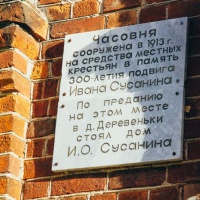 Часовня
сооружена в 1913 г.
на средства местных
крестьян в память
300-летия подвига
Ивана Сусанина
По преданию
на этом месте
в д. Деревеньки
стоял дом
И.О. Сусанина